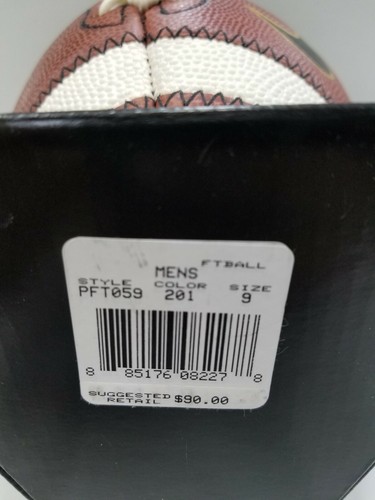 FTBALL
MENS
STYLE COLOR SIZE
PFT059 201 9
8 85176 08227 8
SUGGESTED
RETAIL $90.00